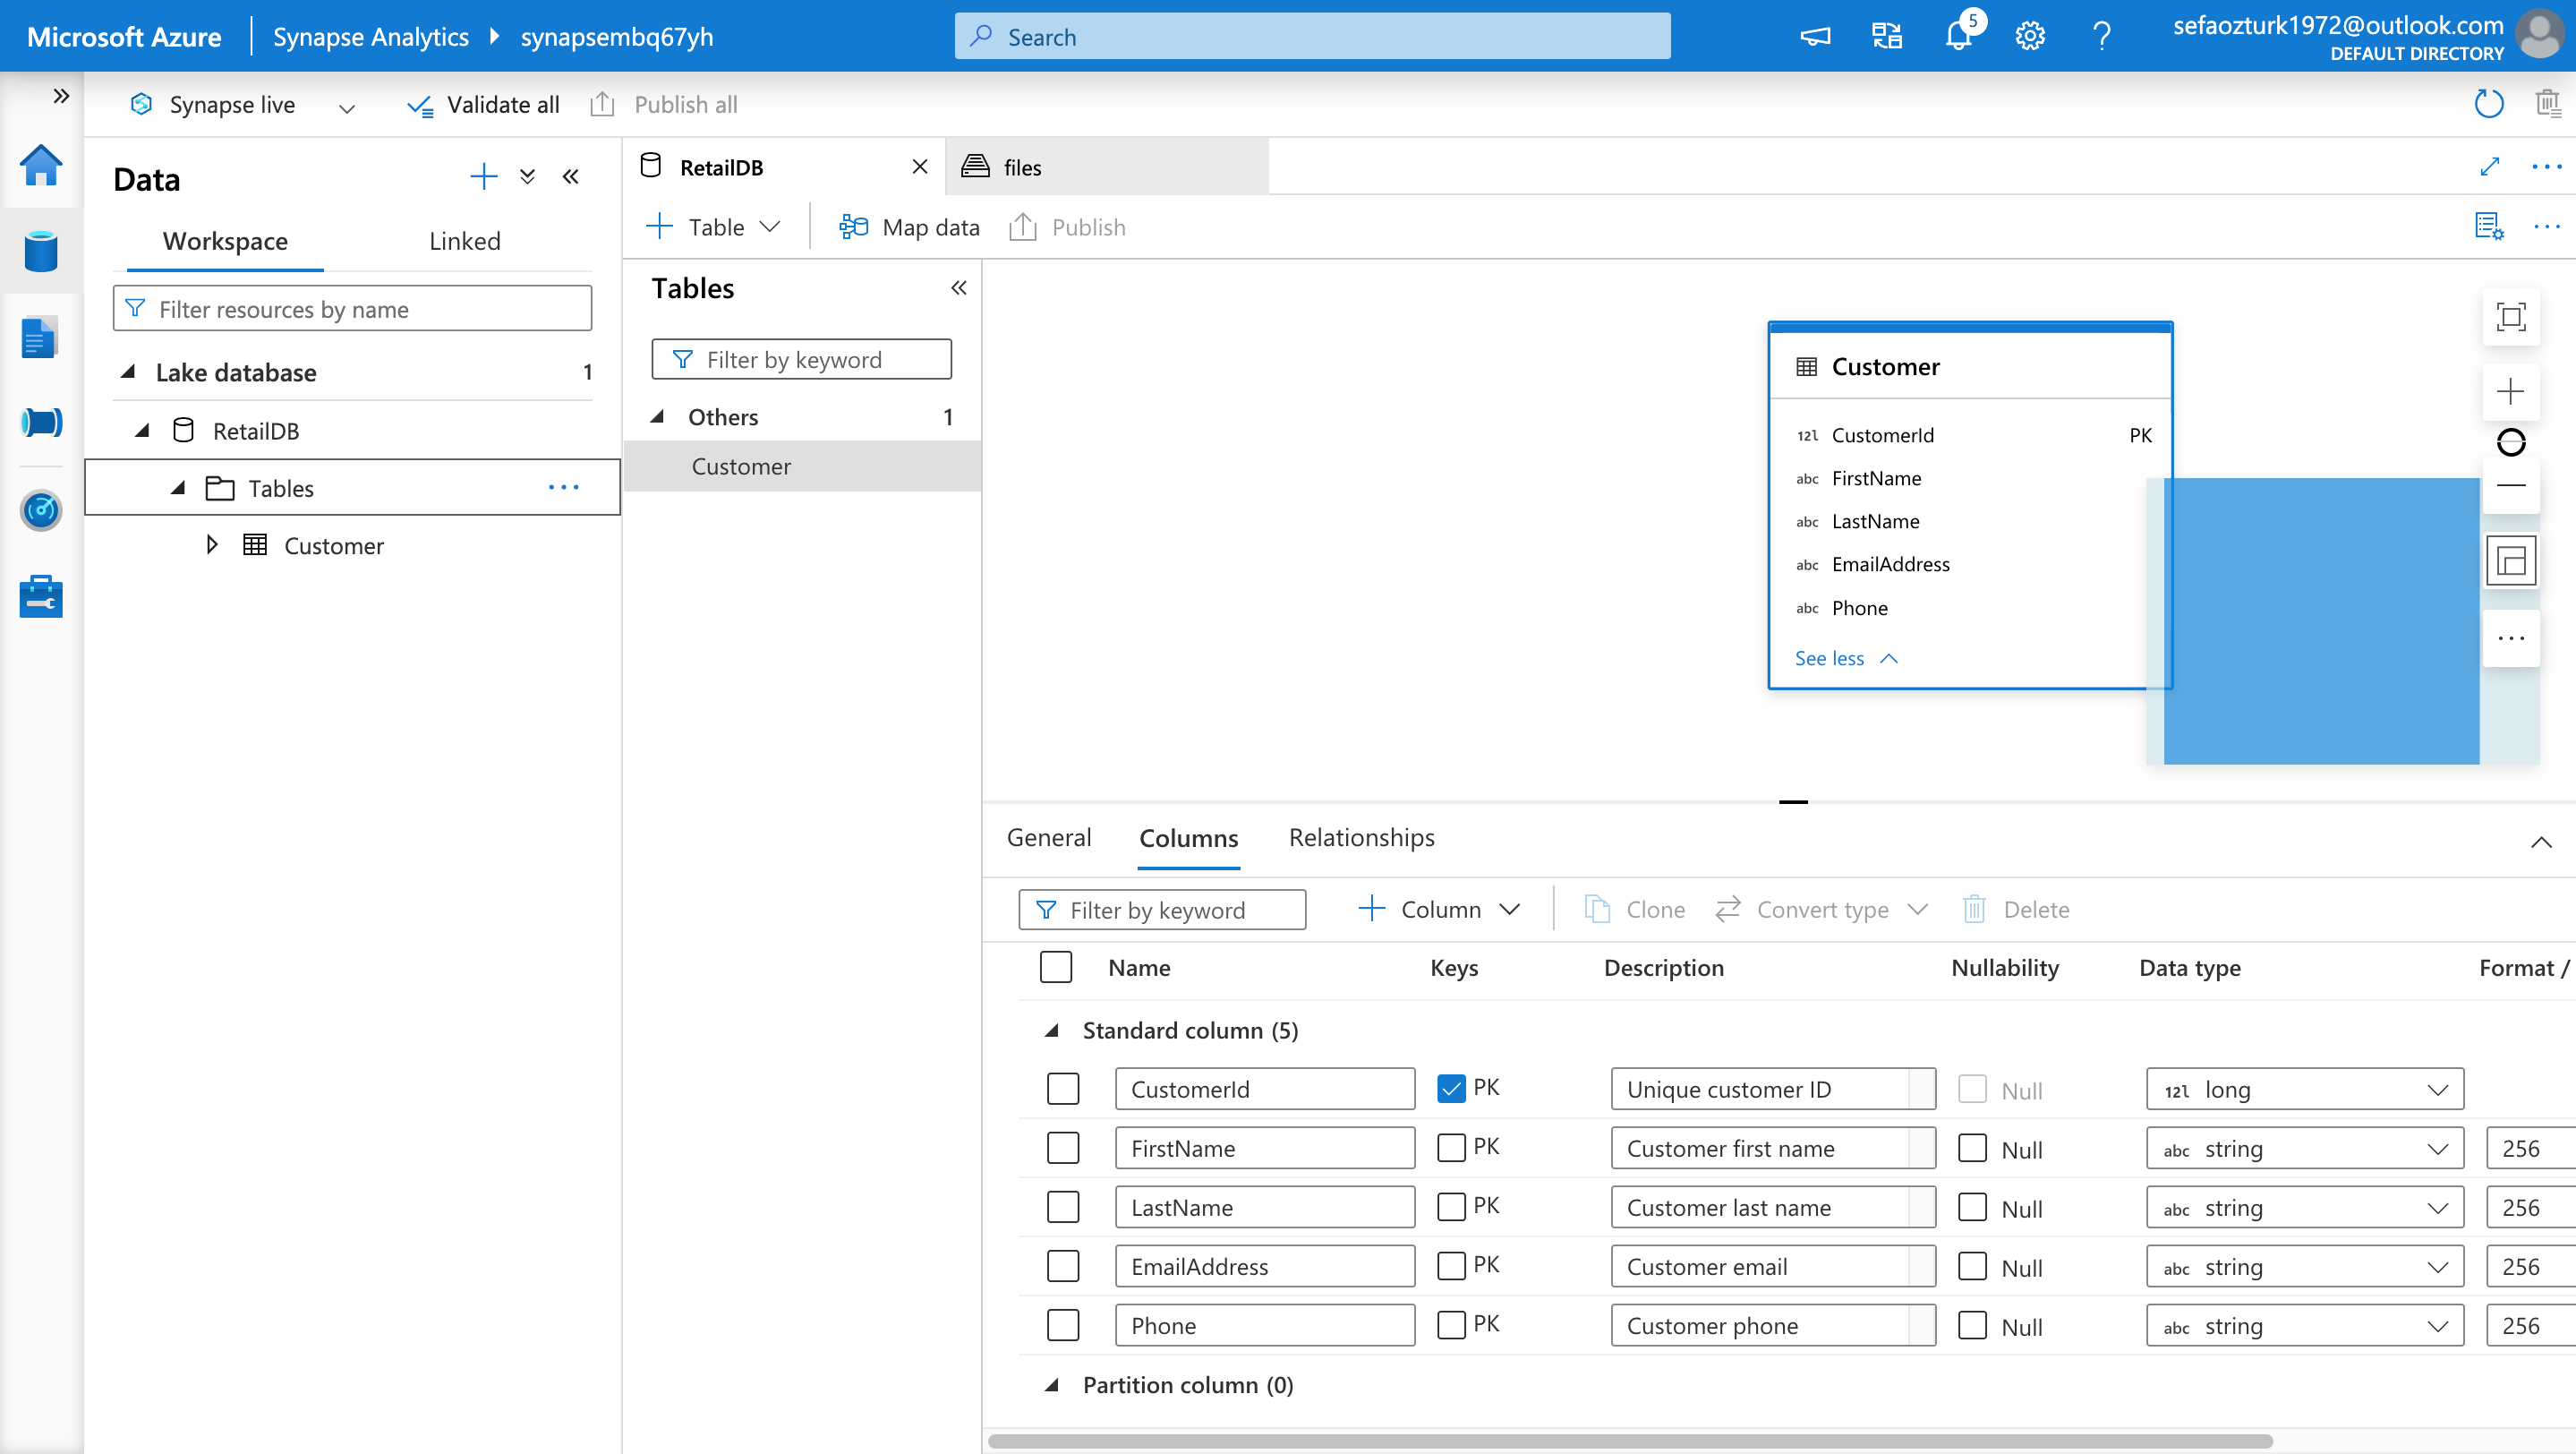 Microsoft Azure
Synapse Analytics
synapsembq67yh
Search
5
sefaozturk1972@outlook.com
DEFAULT DIRECTORY
Synapse live
Validate all
Publish all
Data
Workspace
Linked
Filter resources by name
Lake database
1
RetailDB
Tables
Customer
RetailDB
files
Table
Map data
Publish
Tables
Filter by keyword
Others
1
Customer
Customer
12l CustomerId PK
abc FirstName
abc LastName
abc EmailAddress
abc Phone
See less
General
Columns
Relationships
Filter by keyword
Column
Clone
Convert type
Delete
Name Keys Description Nullability Data type Format /
Standard column (5)
CustomerId PK Unique customer ID Null 12l long
FirstName PK Customer first name Null abc string 256
LastName PK Customer last name Null abc string 256
EmailAddress PK Customer email Null abc string 256
Phone PK Customer phone Null abc string 256
Partition column (0)